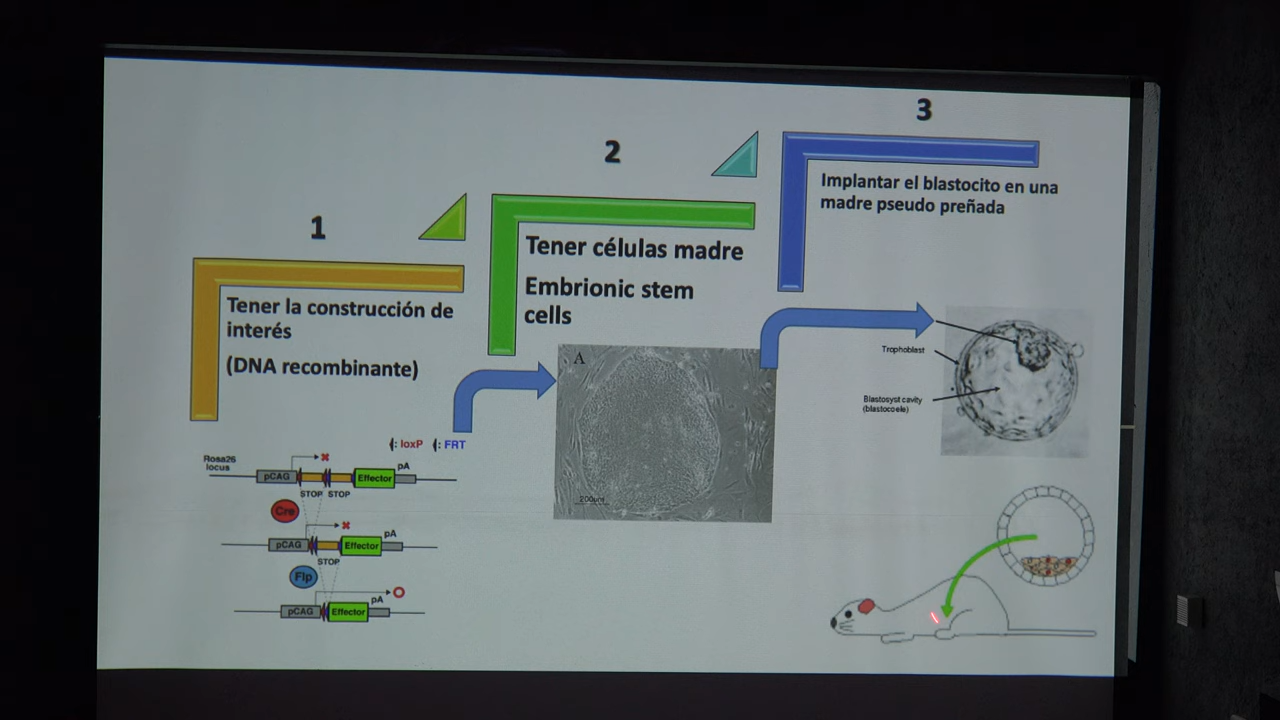 1
Tener la construcción de
interés
(DNA recombinante)
2
Tener células madre
Embrionic stem
cells
3
Implantar el blastocito en una
madre pseudo preñada
: loxP : FRT
Rosa26
locus
pCAG
STOP STOP
Effector
pA
Cre
pCAG
STOP
Effector
pA
Flp
pCAG
Effector
pA
A
200um
Trophoblast
Blastosyst cavity
(blastocoele)